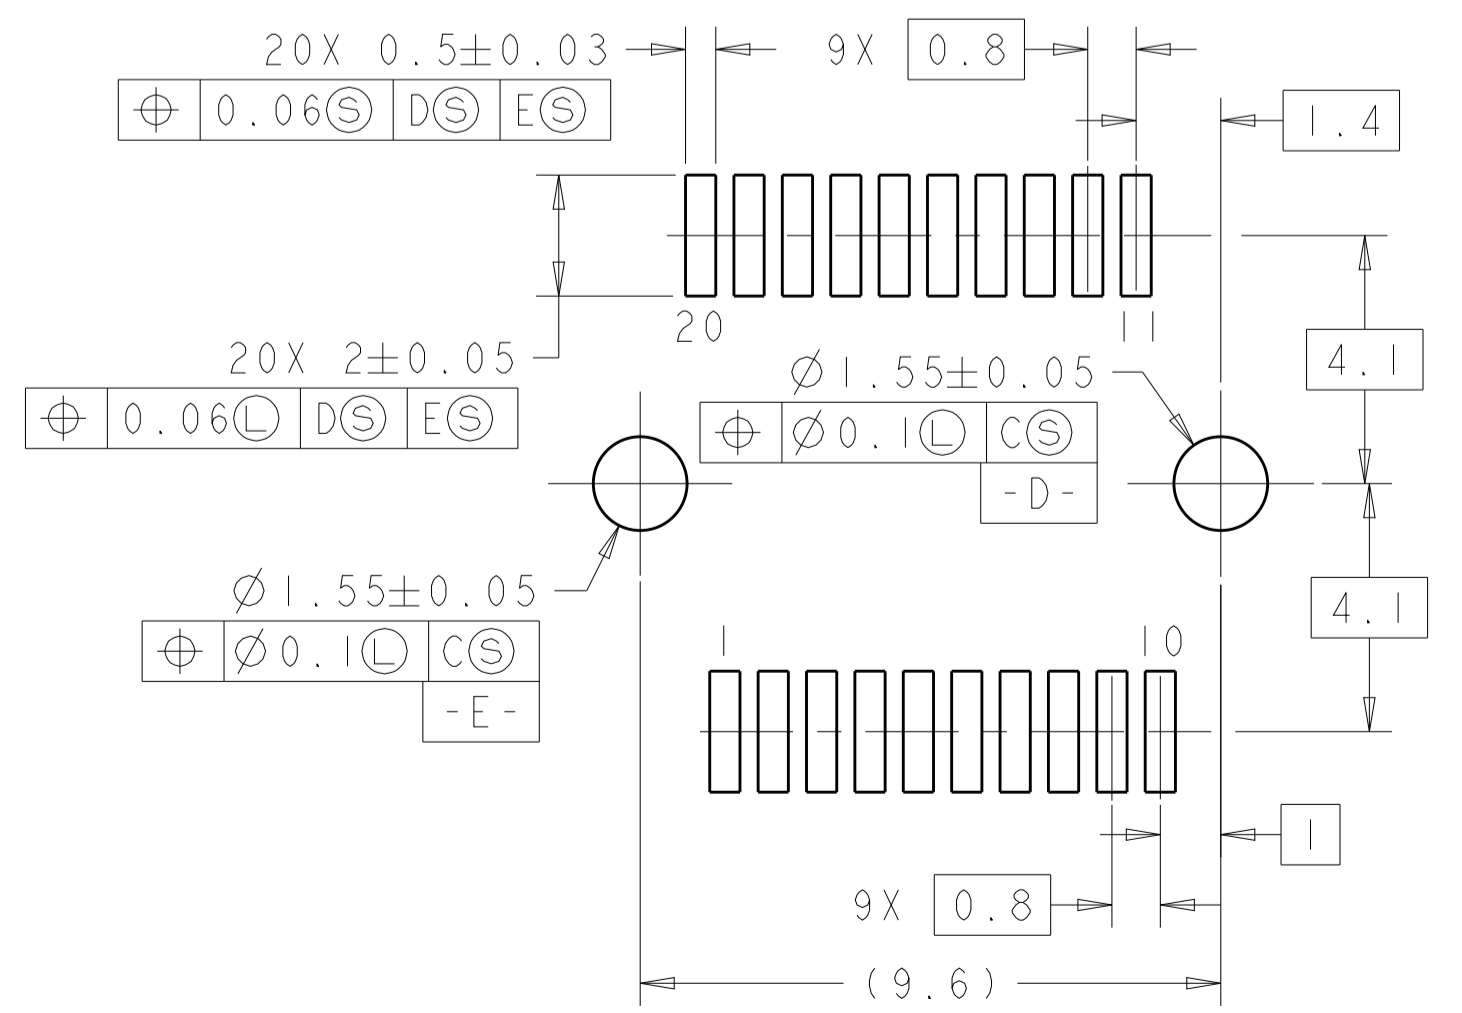 20X 0.5±0.03
⌖ 0.06Ⓢ DⓈ EⓈ
9X 0.8
1.4
20 11
20X 2±0.05
⌖ 0.06Ⓛ DⓈ EⓈ
Ø1.55±0.05
⌖ Ø0.1Ⓛ CⓈ
-D-
4.1
Ø1.55±0.05
⌖ Ø0.1Ⓛ CⓈ
-E-
4.1
1 10
1
9X 0.8
(9.6)